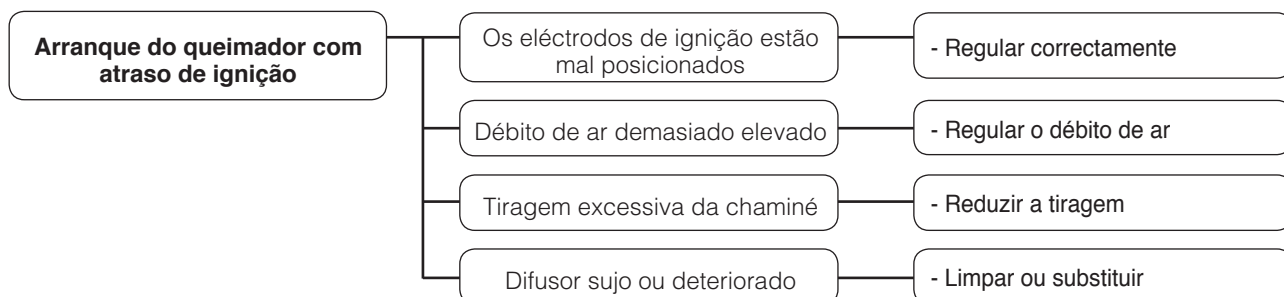 Arranque do queimador com
atraso de ignição
Os eléctrodos de ignição estão
mal posicionados
- Regular correctamente
Débito de ar demasiado elevado
- Regular o débito de ar
Tiragem excessiva da chaminé
- Reduzir a tiragem
Difusor sujo ou deteriorado
- Limpar ou substituir